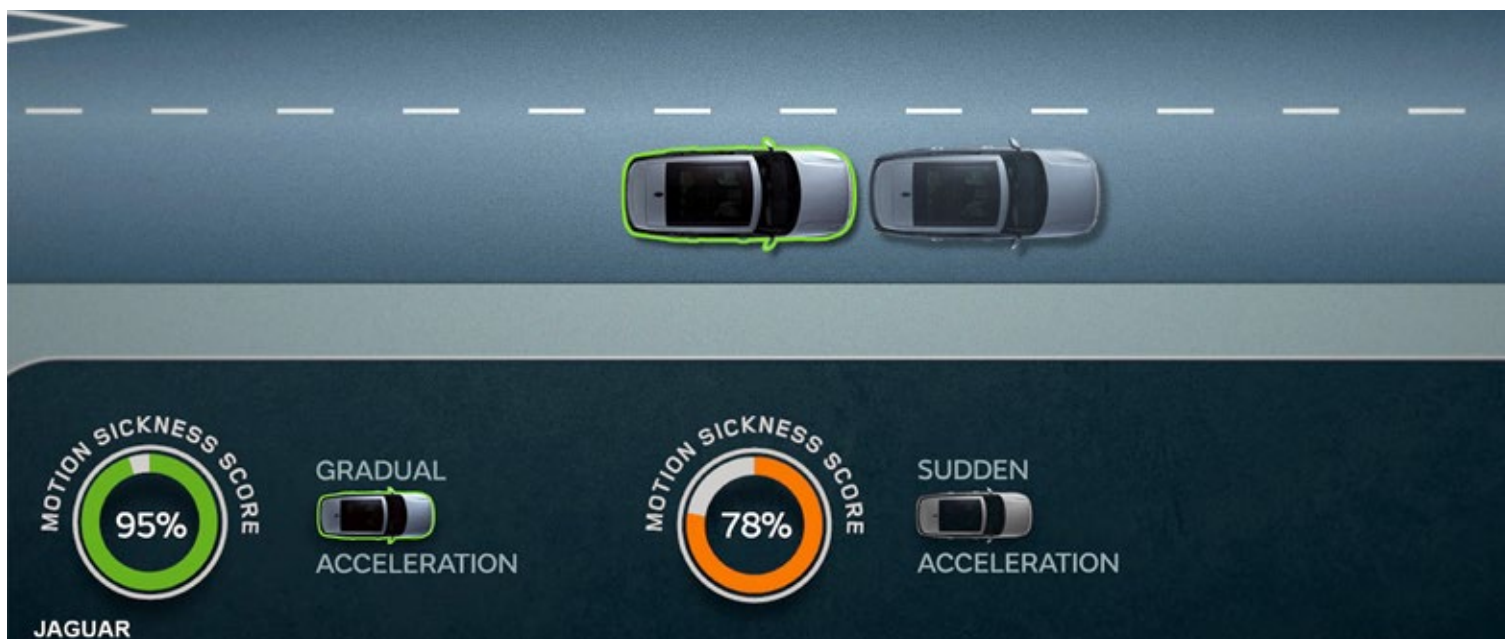 MOTION SICKNESS SCORE
95%
GRADUAL
ACCELERATION
MOTION SICKNESS SCORE
78%
SUDDEN
ACCELERATION
JAGUAR